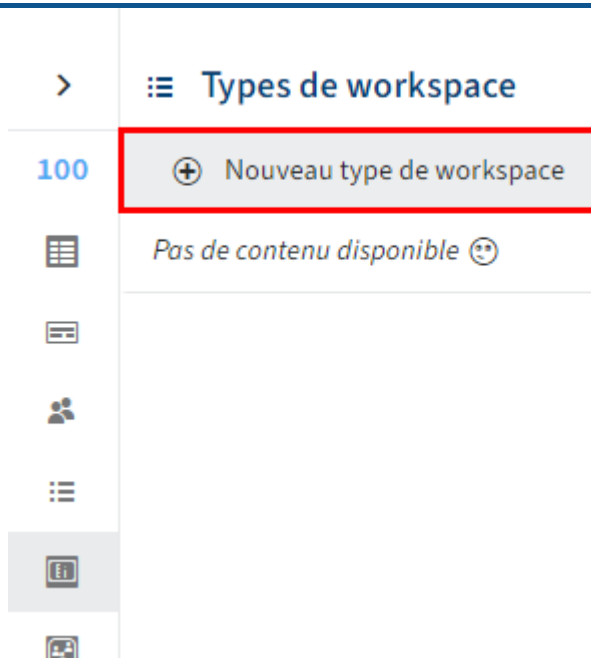 Types de workspace
100
Nouveau type de workspace
Pas de contenu disponible